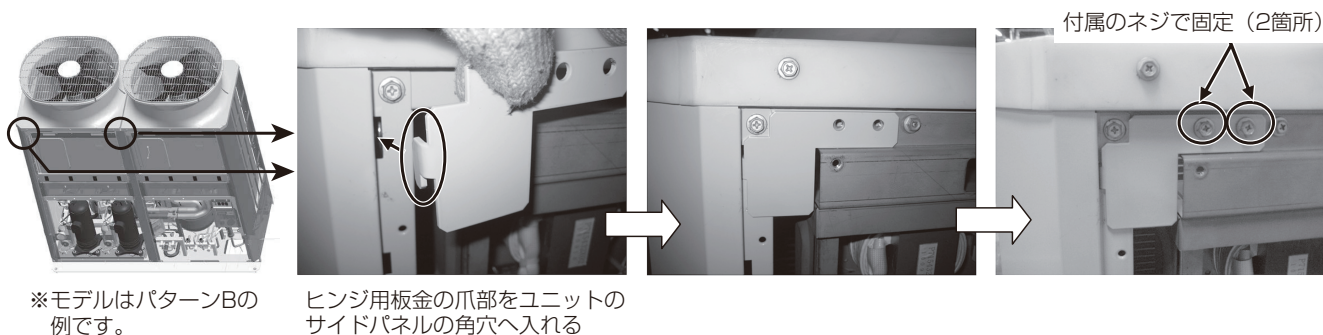 付属のネジで固定（2箇所）
※モデルはパターンBの
例です。
ヒンジ用板金の爪部をユニットの
サイドパネルの角穴へ入れる